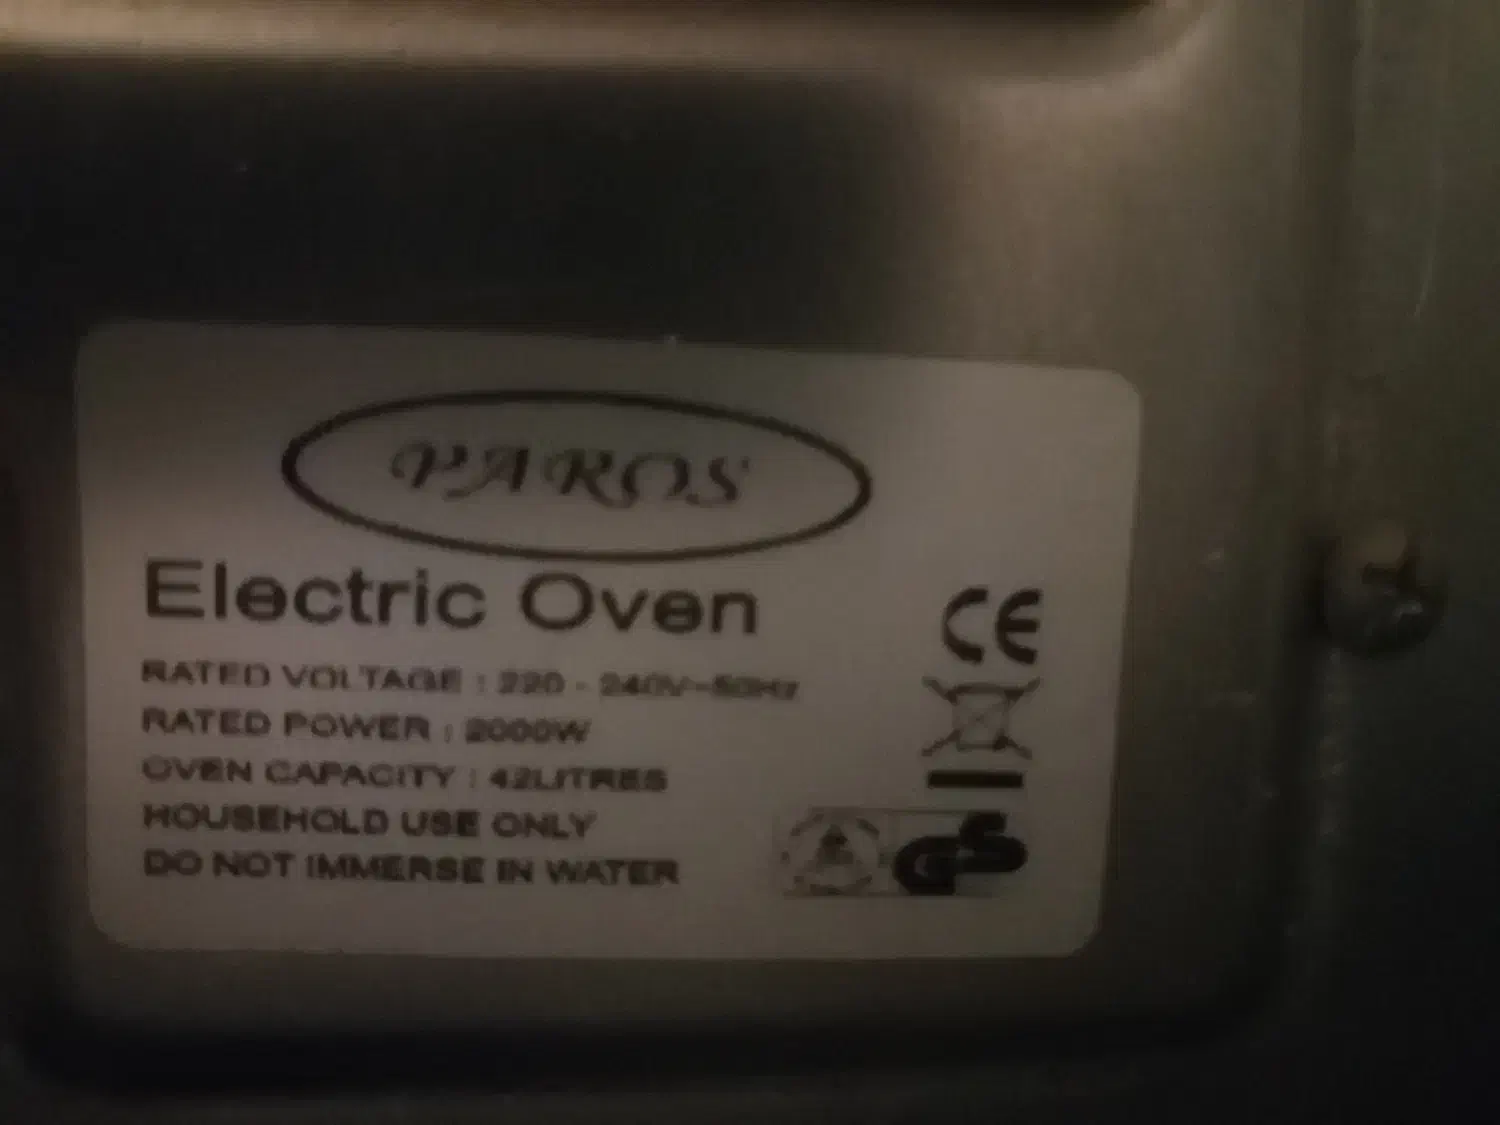 PAROS
Electric Oven
RATED VOLTAGE : 220 - 240V~50Hz
RATED POWER : 2000W
OVEN CAPACITY : 42LITRES
HOUSEHOLD USE ONLY
DO NOT IMMERSE IN WATER
CE
GS